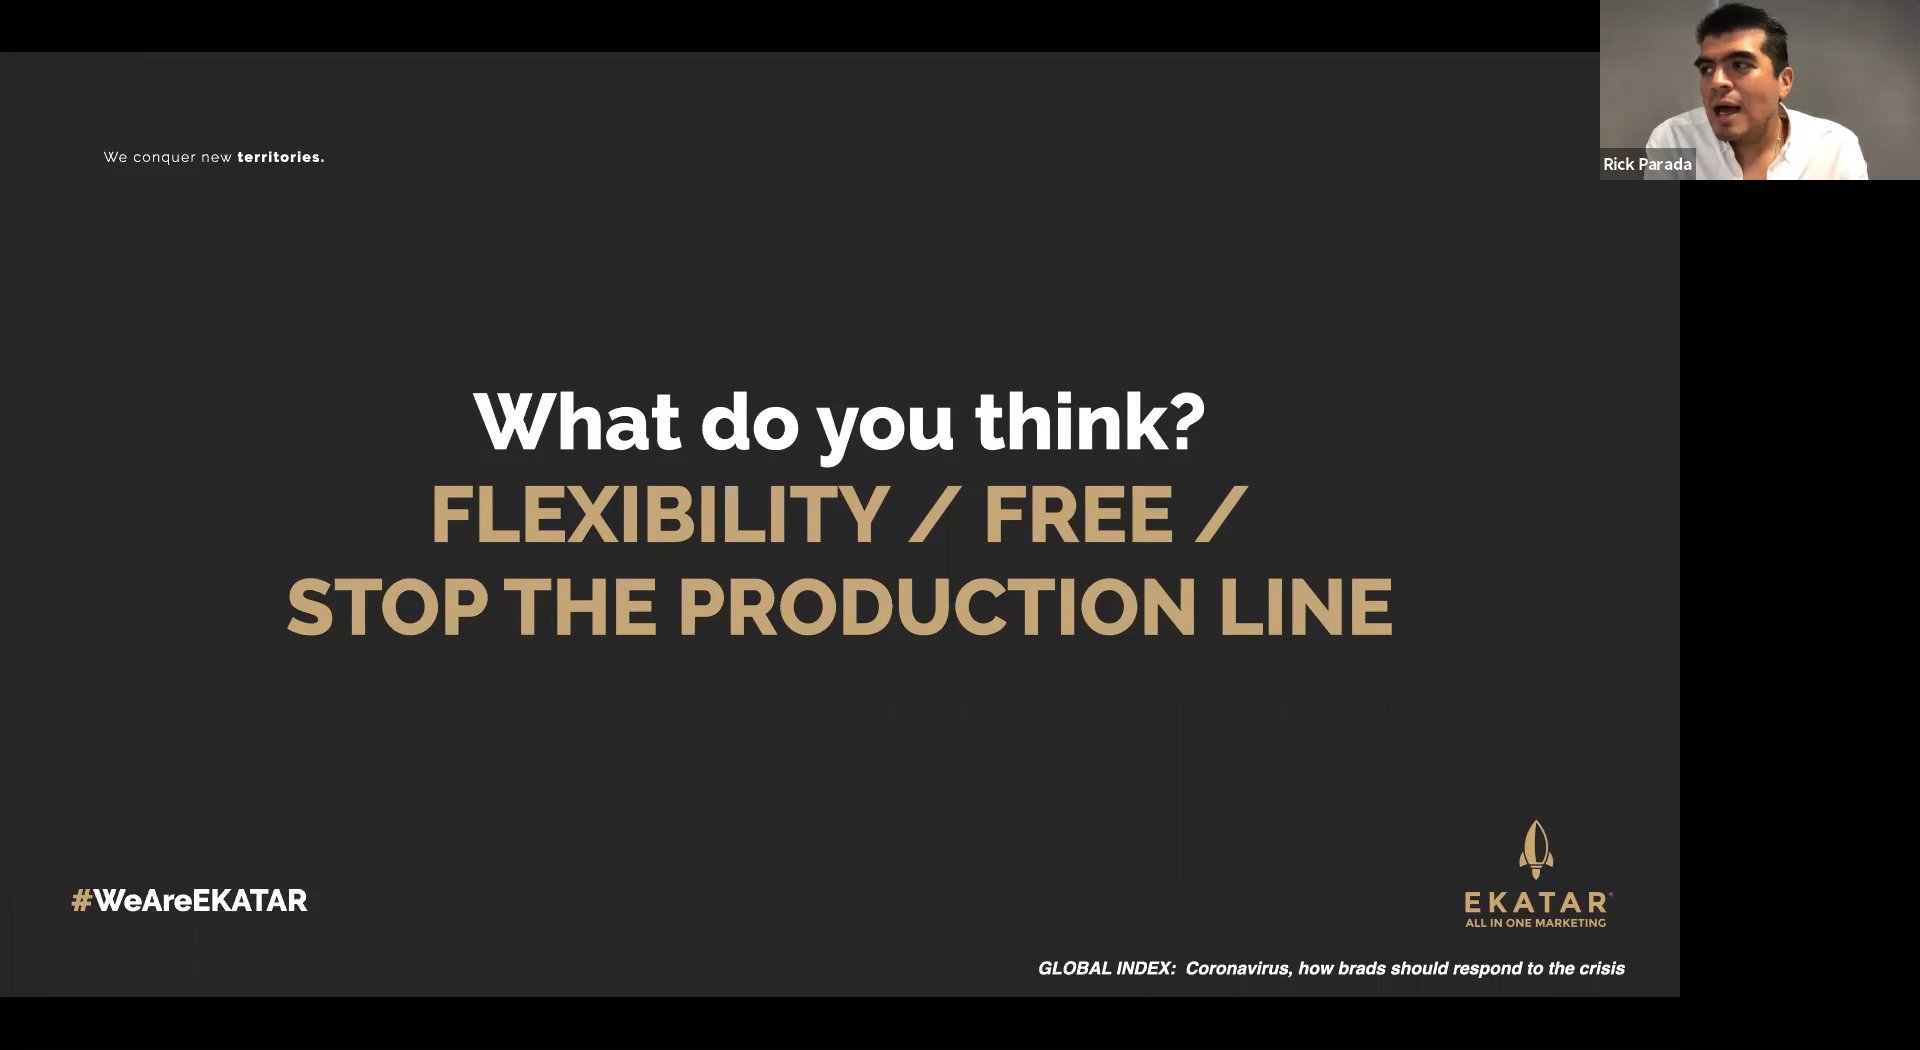 We conquer new territories.
Rick Parada
What do you think?
FLEXIBILITY / FREE /
STOP THE PRODUCTION LINE
#WeAreEKATAR
EKATAR
ALL IN ONE MARKETING
GLOBAL INDEX: Coronavirus, how brads should respond to the crisis